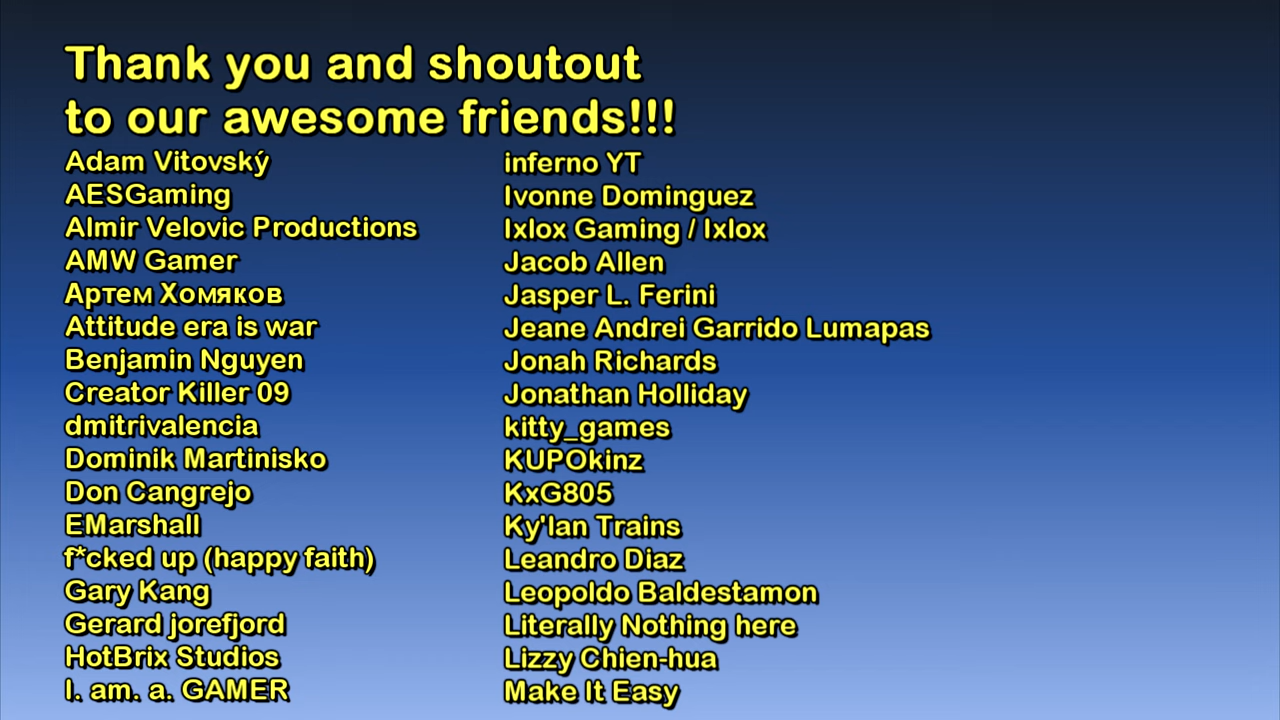 Thank you and shoutout
to our awesome friends!!!
Adam Vitovský
AESGaming
Almir Velovic Productions
AMW Gamer
Артем Хомяков
Attitude era is war
Benjamin Nguyen
Creator Killer 09
dmitrivalencia
Dominik Martinisko
Don Cangrejo
EMarshall
f*cked up (happy faith)
Gary Kang
Gerard jorefjord
HotBrix Studios
I. am. a. GAMER
inferno YT
Ivonne Dominguez
Ixlox Gaming / Ixlox
Jacob Allen
Jasper L. Ferini
Jeane Andrei Garrido Lumapas
Jonah Richards
Jonathan Holliday
kitty_games
KUPOkinz
KxG805
Ky'lan Trains
Leandro Diaz
Leopoldo Baldestamon
Literally Nothing here
Lizzy Chien-hua
Make It Easy